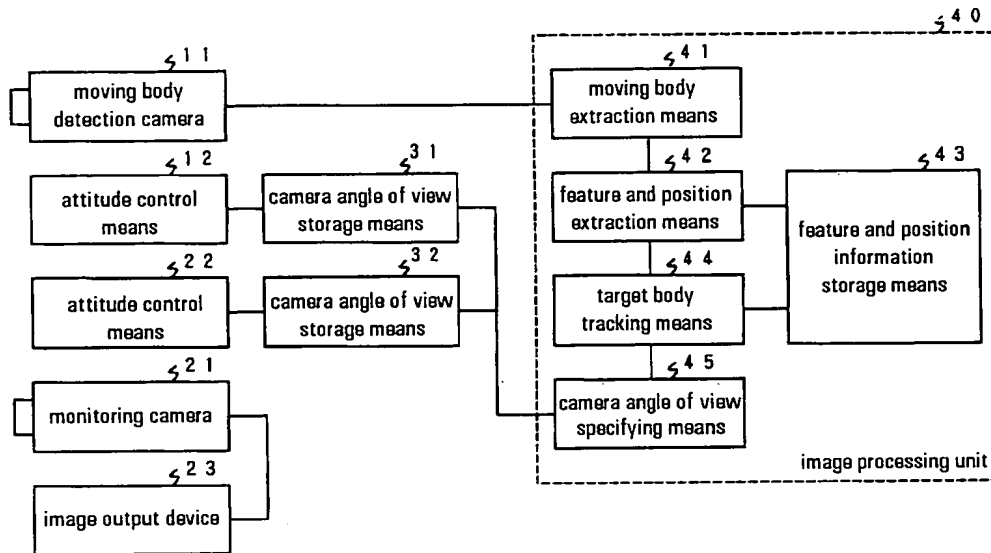 40
11
moving body
detection camera
41
moving body
extraction means
12
attitude control
means
31
camera angle of view
storage means
42
feature and position
extraction means
43
feature and position
information
storage means
22
attitude control
means
32
camera angle of view
storage means
44
target body
tracking means
21
monitoring camera
45
camera angle of view
specifying means
23
image output device
image processing unit